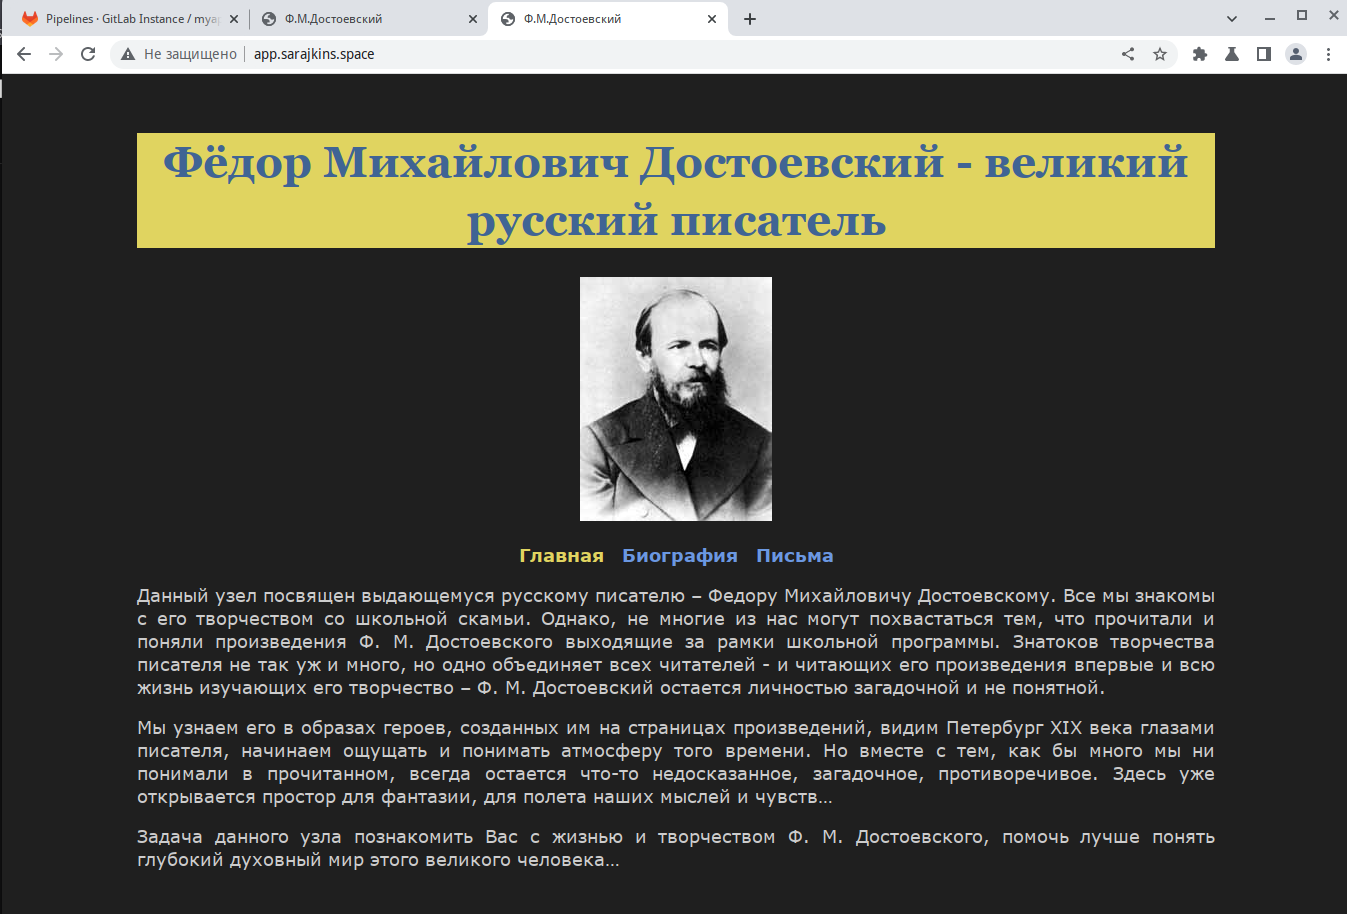 Pipelines · GitLab Instance / myap
Ф.М.Достоевский
Ф.М.Достоевский
Не защищено
app.sarajkins.space
Фёдор Михайлович Достоевский - великий
русский писатель
Главная Биография Письма
Данный узел посвящен выдающемуся русскому писателю – Федору Михайловичу Достоевскому. Все мы знакомы
с его творчеством со школьной скамьи. Однако, не многие из нас могут похвастаться тем, что прочитали и
поняли произведения Ф. М. Достоевского выходящие за рамки школьной программы. Знатоков творчества
писателя не так уж и много, но одно объединяет всех читателей - и читающих его произведения впервые и всю
жизнь изучающих его творчество – Ф. М. Достоевский остается личностью загадочной и не понятной.
Мы узнаем его в образах героев, созданных им на страницах произведений, видим Петербург XIX века глазами
писателя, начинаем ощущать и понимать атмосферу того времени. Но вместе с тем, как бы много мы ни
понимали в прочитанном, всегда остается что-то недосказанное, загадочное, противоречивое. Здесь уже
открывается простор для фантазии, для полета наших мыслей и чувств...
Задача данного узла познакомить Вас с жизнью и творчеством Ф. М. Достоевского, помочь лучше понять
глубокий духовный мир этого великого человека...